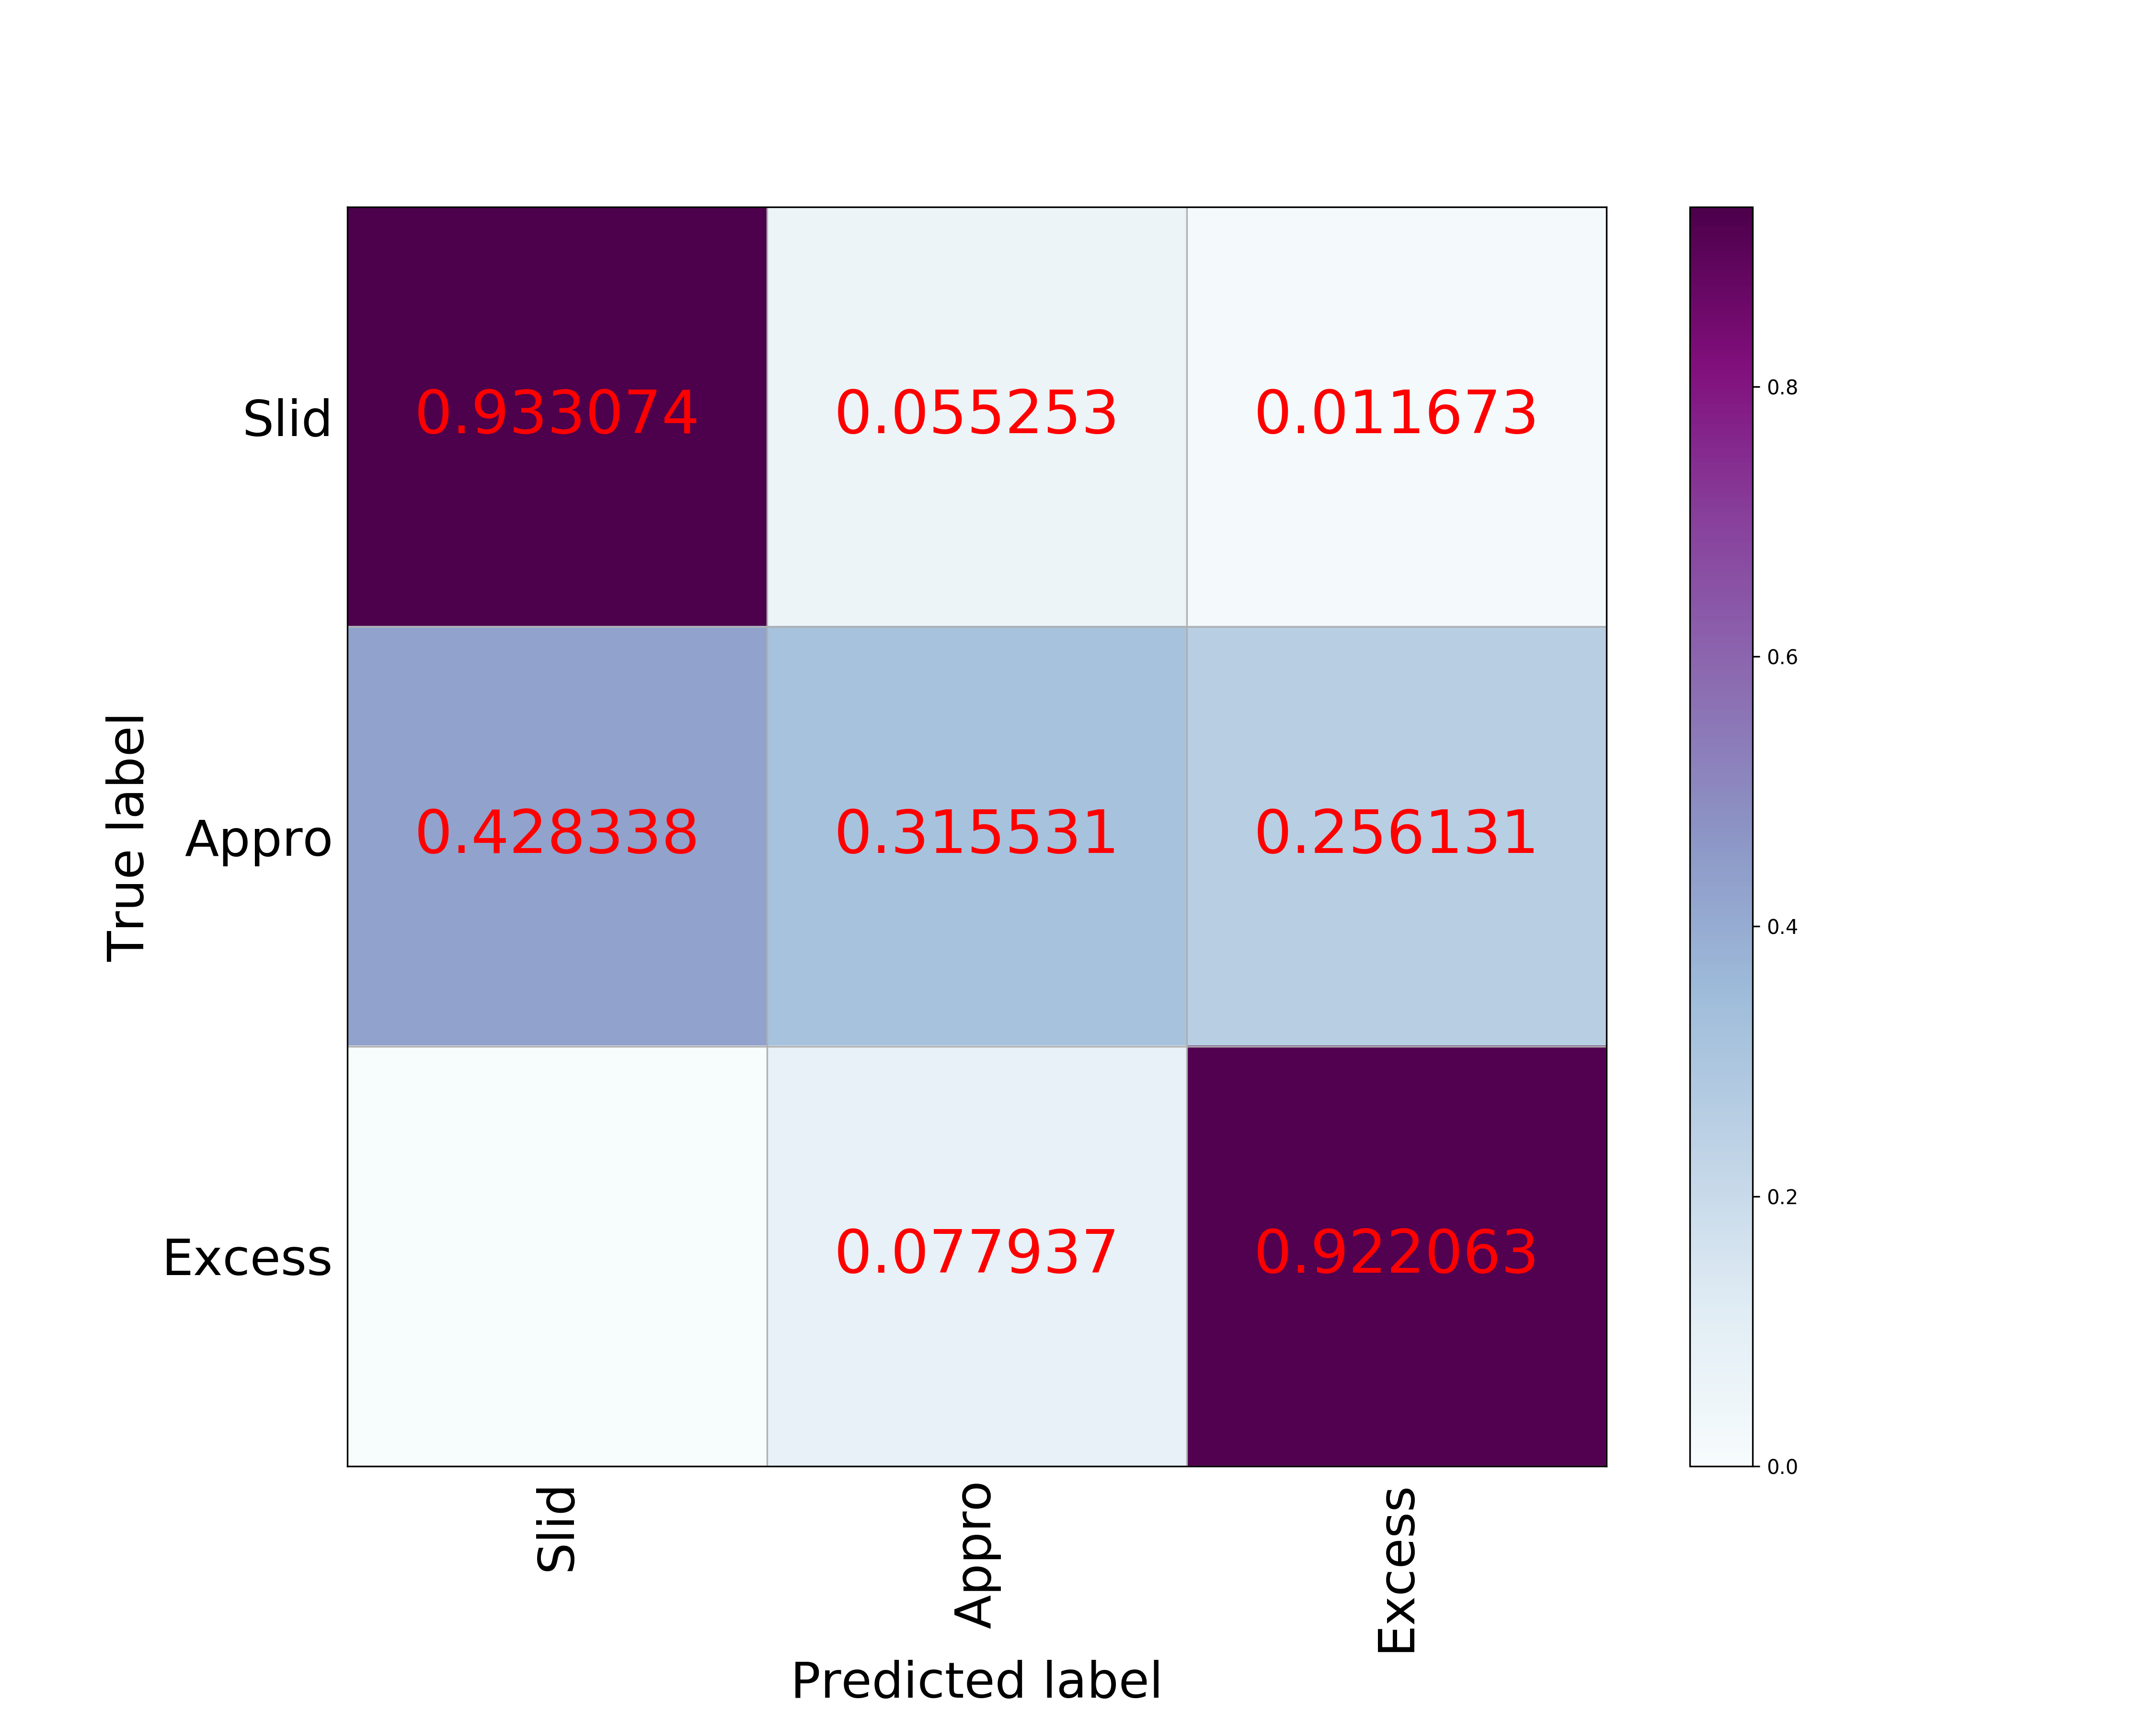 Slid 0.933074 0.055253 0.011673
Appro 0.428338 0.315531 0.256131
Excess 0.077937 0.922063
True label
Slid Appro Excess
Predicted label
0.8
0.6
0.4
0.2
0.0